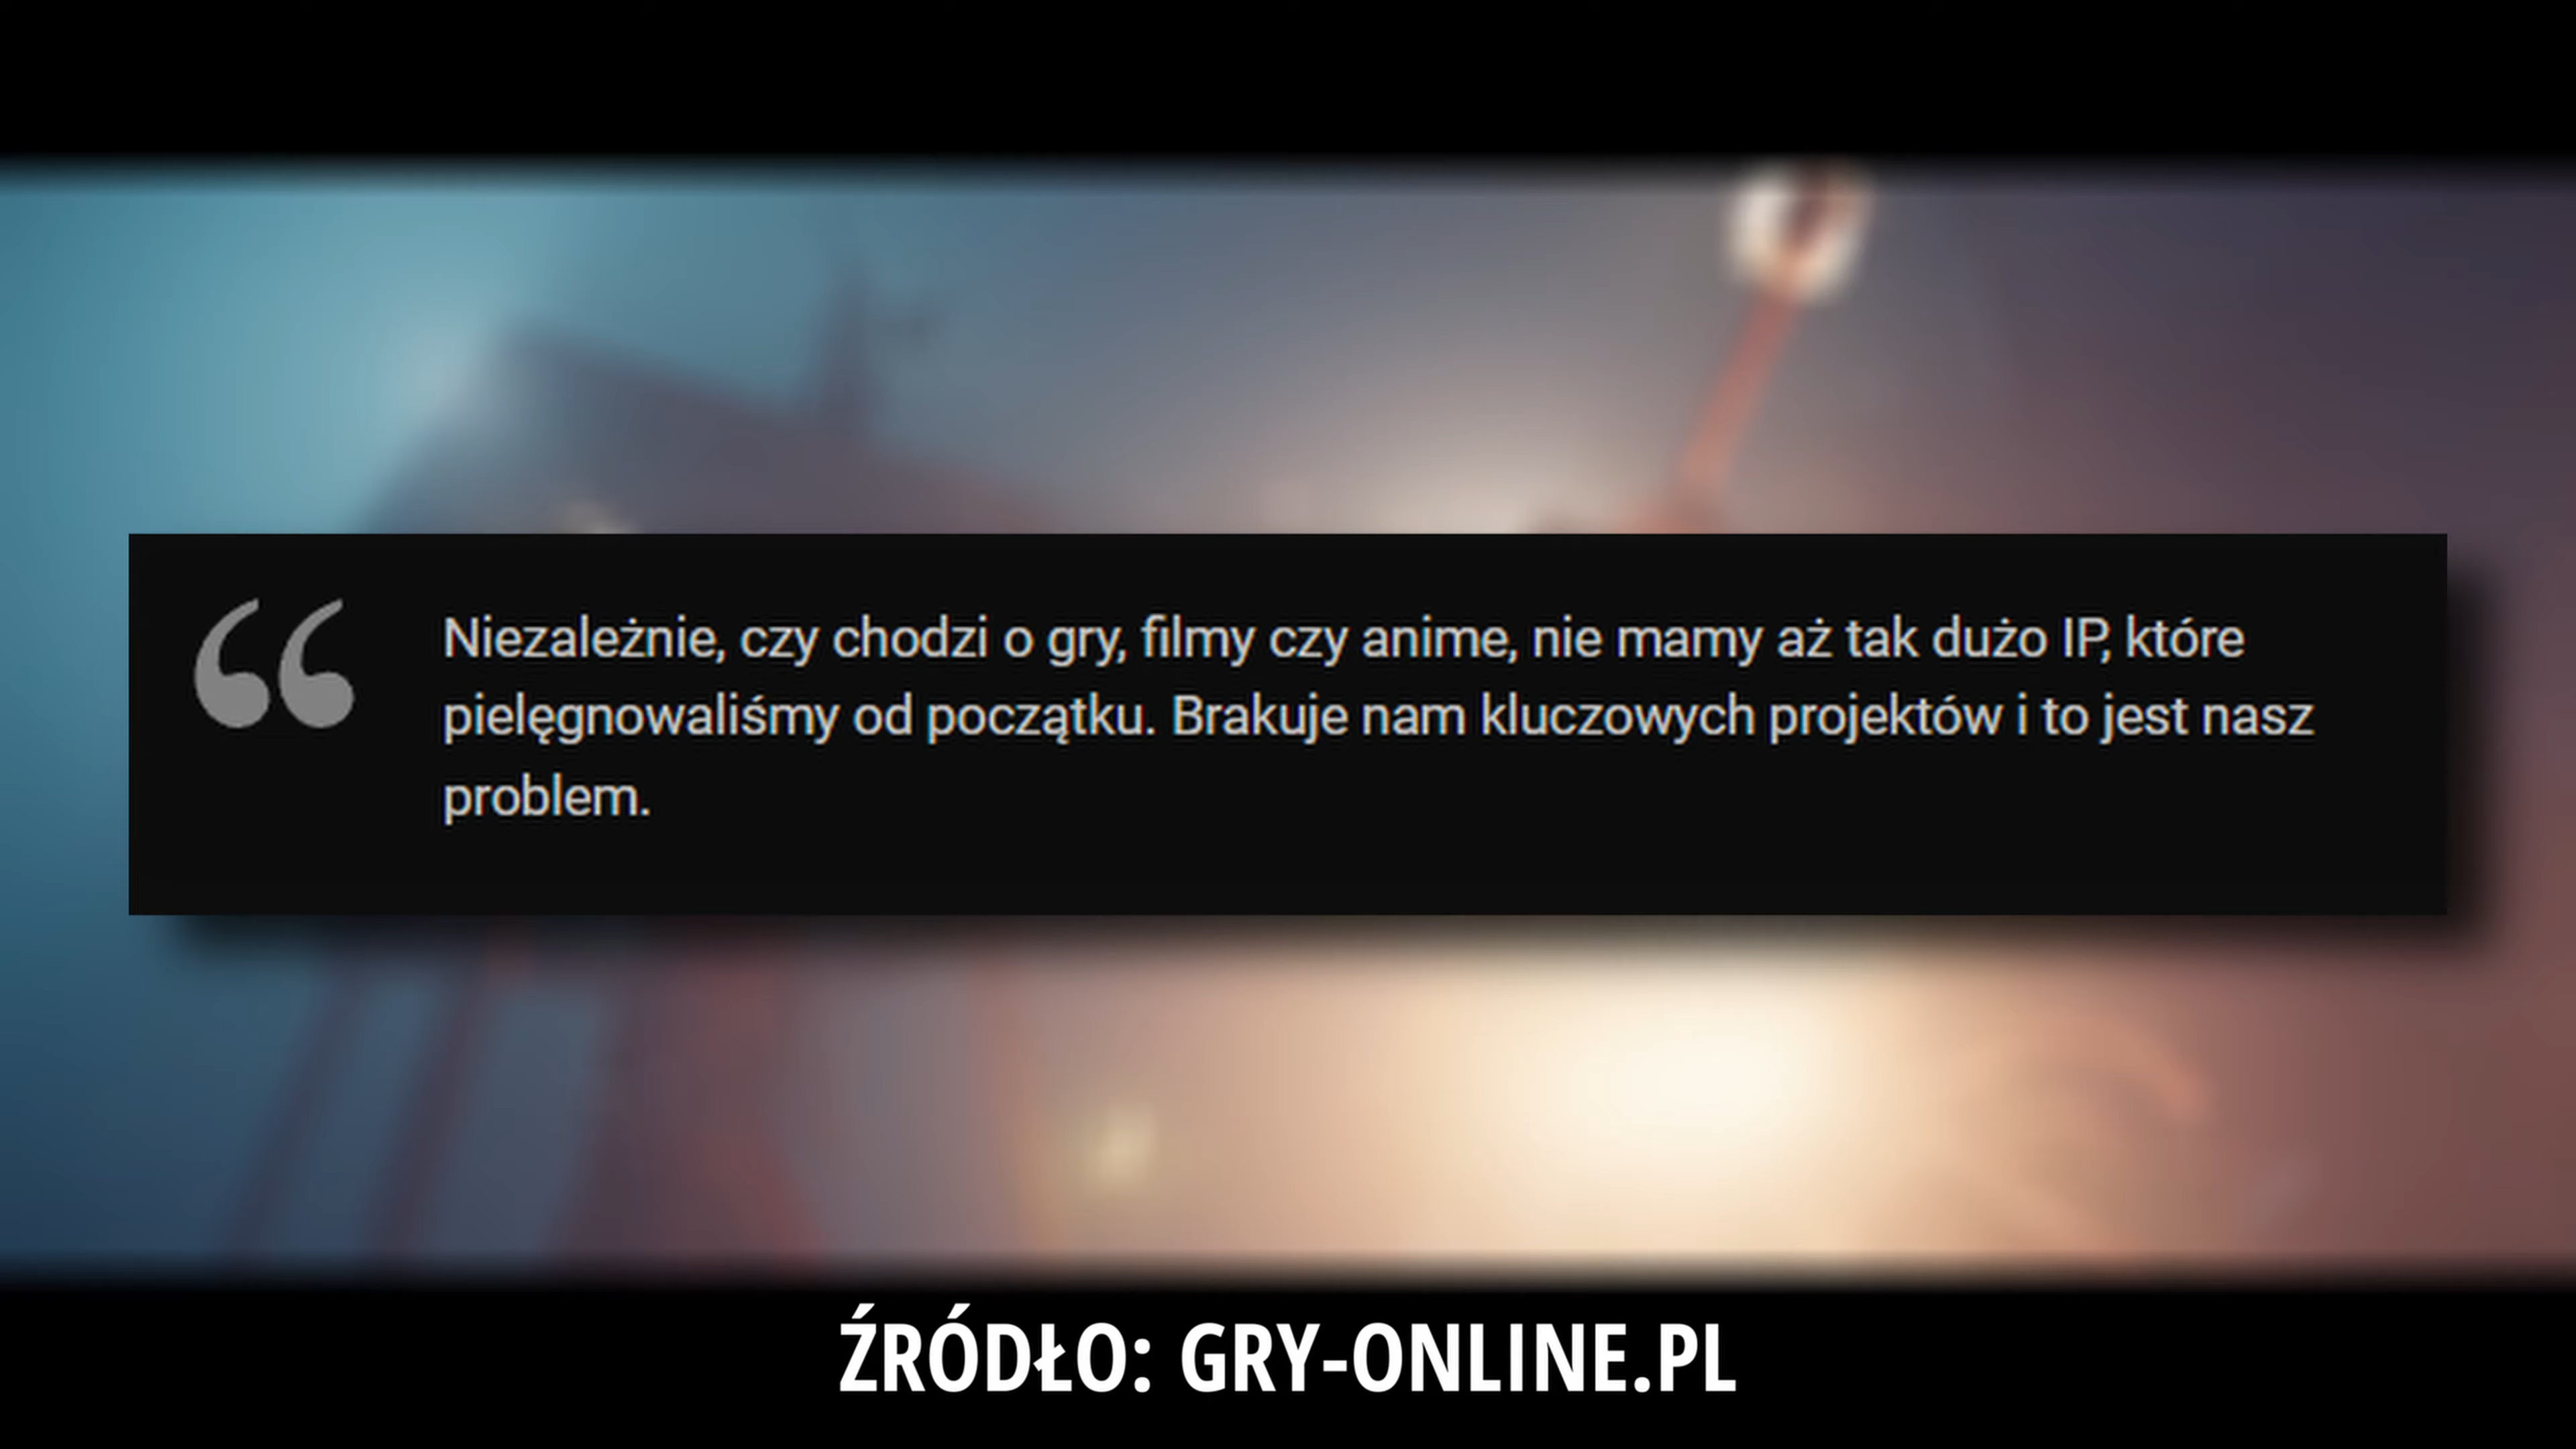 Niezależnie, czy chodzi o gry, filmy czy anime, nie mamy aż tak dużo IP, które
pielęgnowaliśmy od początku. Brakuje nam kluczowych projektów i to jest nasz
problem.
ŹRÓDŁO: GRY-ONLINE.PL